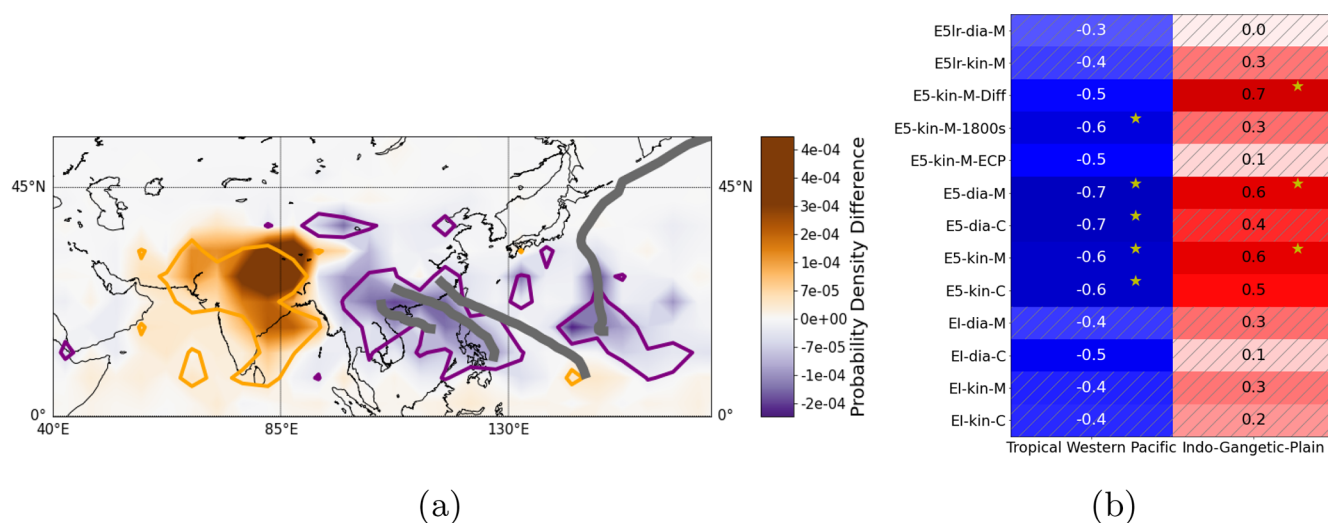 45°N
0°
40°E
85°E
130°E
45°N
0°
4e-04
4e-04
3e-04
2e-04
7e-05
0e+00
-7e-05
-1e-04
-2e-04
Probability Density Difference
(a)
E5lr-dia-M -0.3 0.0
E5lr-kin-M -0.4 0.3
E5-kin-M-Diff -0.5 0.7
E5-kin-M-1800s -0.6 0.3
E5-kin-M-ECP -0.5 0.1
E5-dia-M -0.7 0.6
E5-dia-C -0.7 0.4
E5-kin-M -0.6 0.6
E5-kin-C -0.6 0.5
EI-dia-M -0.4 0.3
EI-dia-C -0.5 0.1
EI-kin-M -0.4 0.3
EI-kin-C -0.4 0.2
Tropical Western Pacific Indo-Gangetic-Plain
(b)